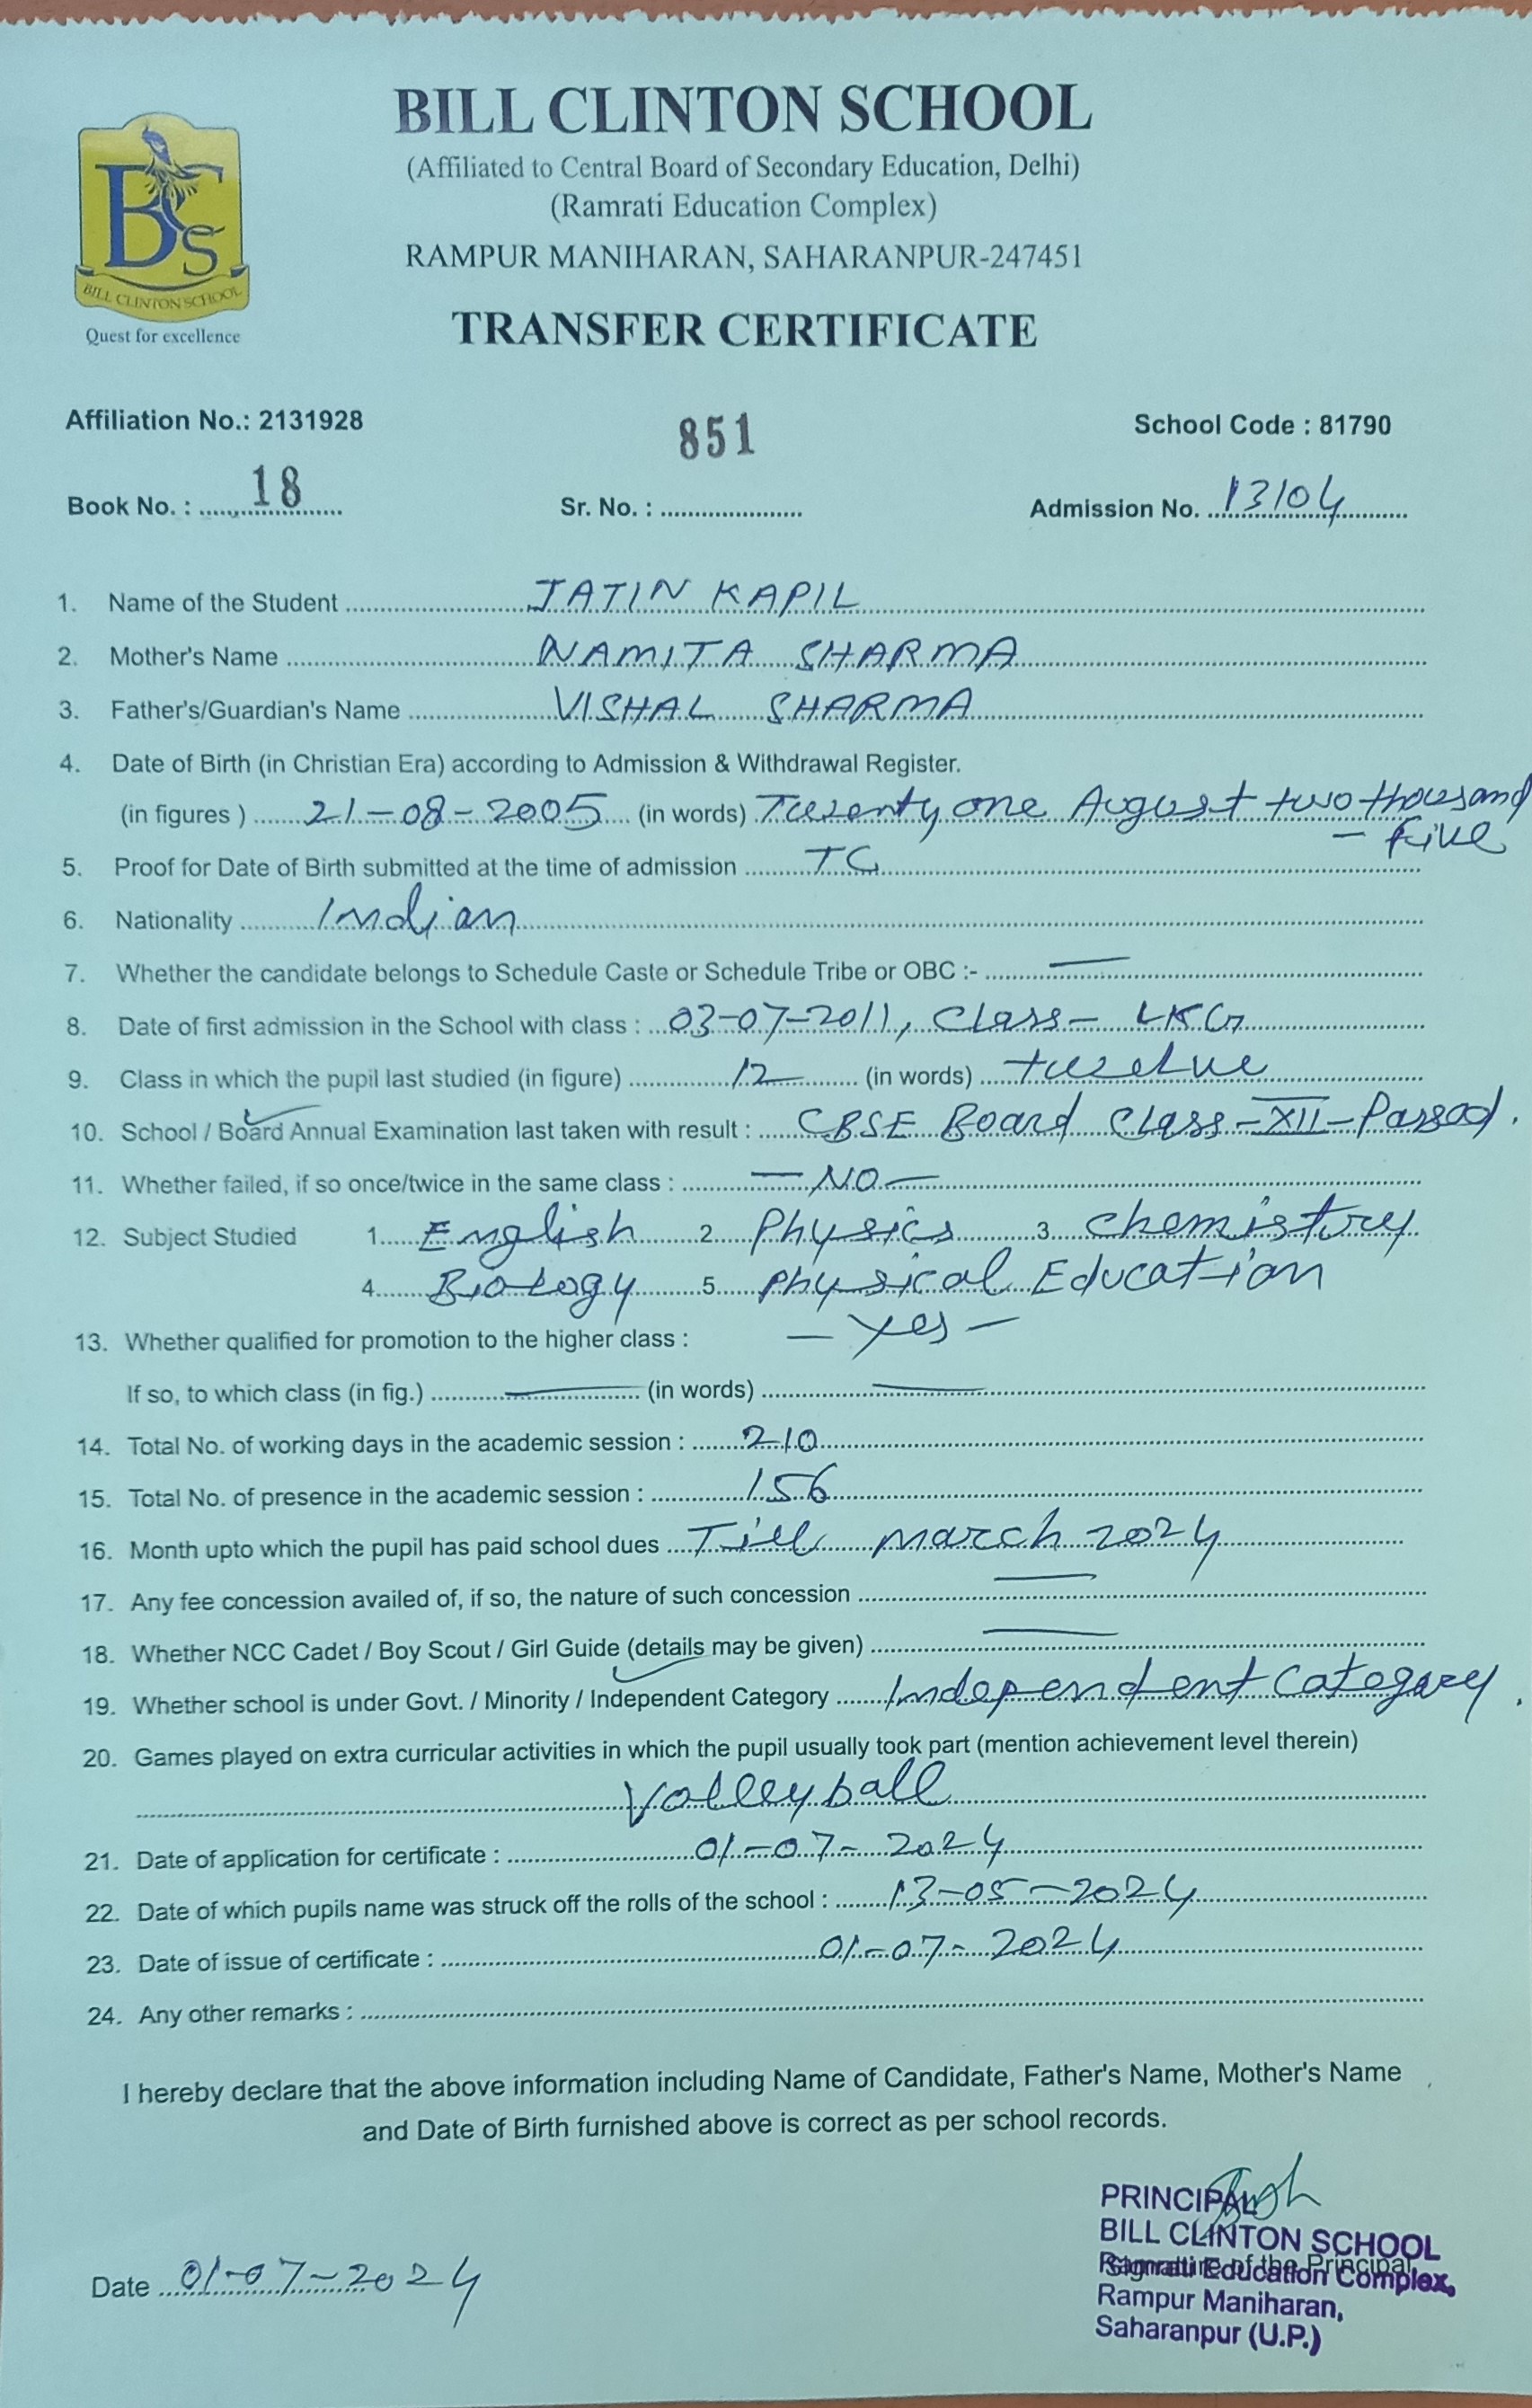 BILL CLINTON SCHOOL
(Affiliated to Central Board of Secondary Education, Delhi)
(Ramrati Education Complex)
RAMPUR MANIHARAN, SAHARANPUR-247451
BCS
BILL CLINTON SCHOOL
Quest for excellence
TRANSFER CERTIFICATE
Affiliation No.: 2131928 851 School Code : 81790
Book No. : 18 Sr. No. : Admission No. 13104
1. Name of the Student JATIN KAPIL
2. Mother's Name NAMITA SHARMA
3. Father's/Guardian's Name VISHAL SHARMA
4. Date of Birth (in Christian Era) according to Admission & Withdrawal Register.
(in figures ) 21-08-2005 (in words) Twenty one August two thousand
- five
5. Proof for Date of Birth submitted at the time of admission TC
6. Nationality Indian
7. Whether the candidate belongs to Schedule Caste or Schedule Tribe or OBC :- —
8. Date of first admission in the School with class : 03-07-2011, Class- LKG
9. Class in which the pupil last studied (in figure) 12 (in words) twelve
10. School / Board Annual Examination last taken with result : CBSE Board Class-XII-Passed.
11. Whether failed, if so once/twice in the same class : — NO —
12. Subject Studied 1. English 2. Physics 3. Chemistry
4. Biology 5. Physical Education
13. Whether qualified for promotion to the higher class : — Yes —
If so, to which class (in fig.) — (in words) —
14. Total No. of working days in the academic session : 210
15. Total No. of presence in the academic session : 156
16. Month upto which the pupil has paid school dues Till March 2024
17. Any fee concession availed of, if so, the nature of such concession —
18. Whether NCC Cadet / Boy Scout / Girl Guide (details may be given) —
19. Whether school is under Govt. / Minority / Independent Category Independent Category.
20. Games played on extra curricular activities in which the pupil usually took part (mention achievement level therein)
Volleyball
21. Date of application for certificate : 01-07-2024
22. Date of which pupils name was struck off the rolls of the school : 13-05-2024
23. Date of issue of certificate : 01-07-2024
24. Any other remarks :
I hereby declare that the above information including Name of Candidate, Father's Name, Mother's Name
and Date of Birth furnished above is correct as per school records.
PRINCIPAL
BILL CLINTON SCHOOL
Signature of the Principal
Ramrati Education Complex,
Rampur Maniharan,
Saharanpur (U.P.)
Date 01-07-2024